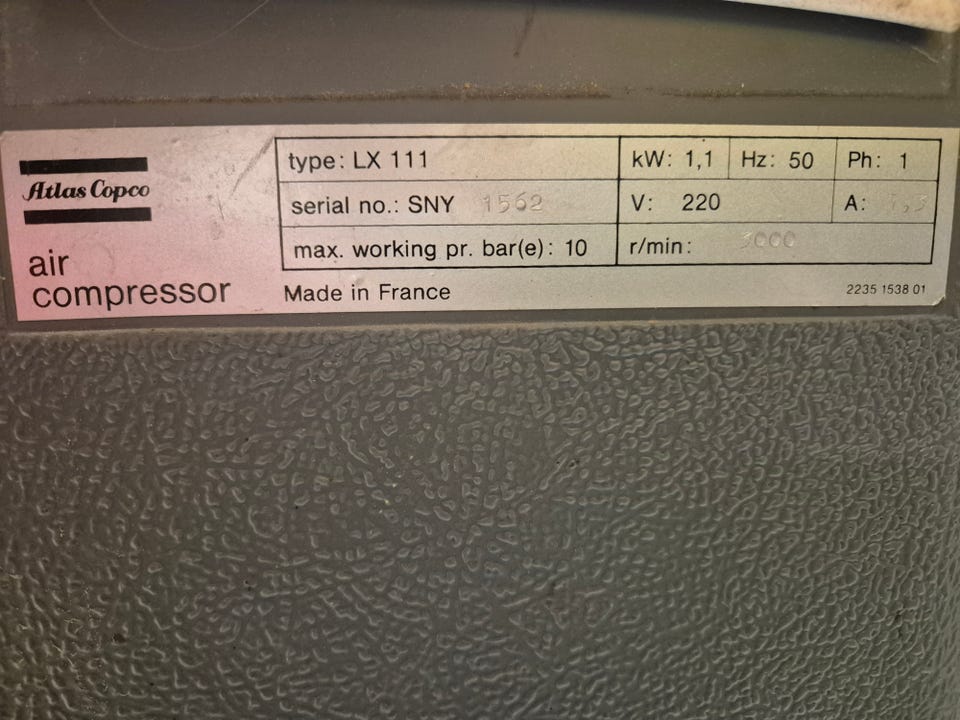 Atlas Copco
air
compressor
type: LX 111
serial no.: SNY 1562
max. working pr. bar(e): 10
kW: 1,1 Hz: 50 Ph: 1
V: 220 A:
r/min: 3000
Made in France
2235 1538 01